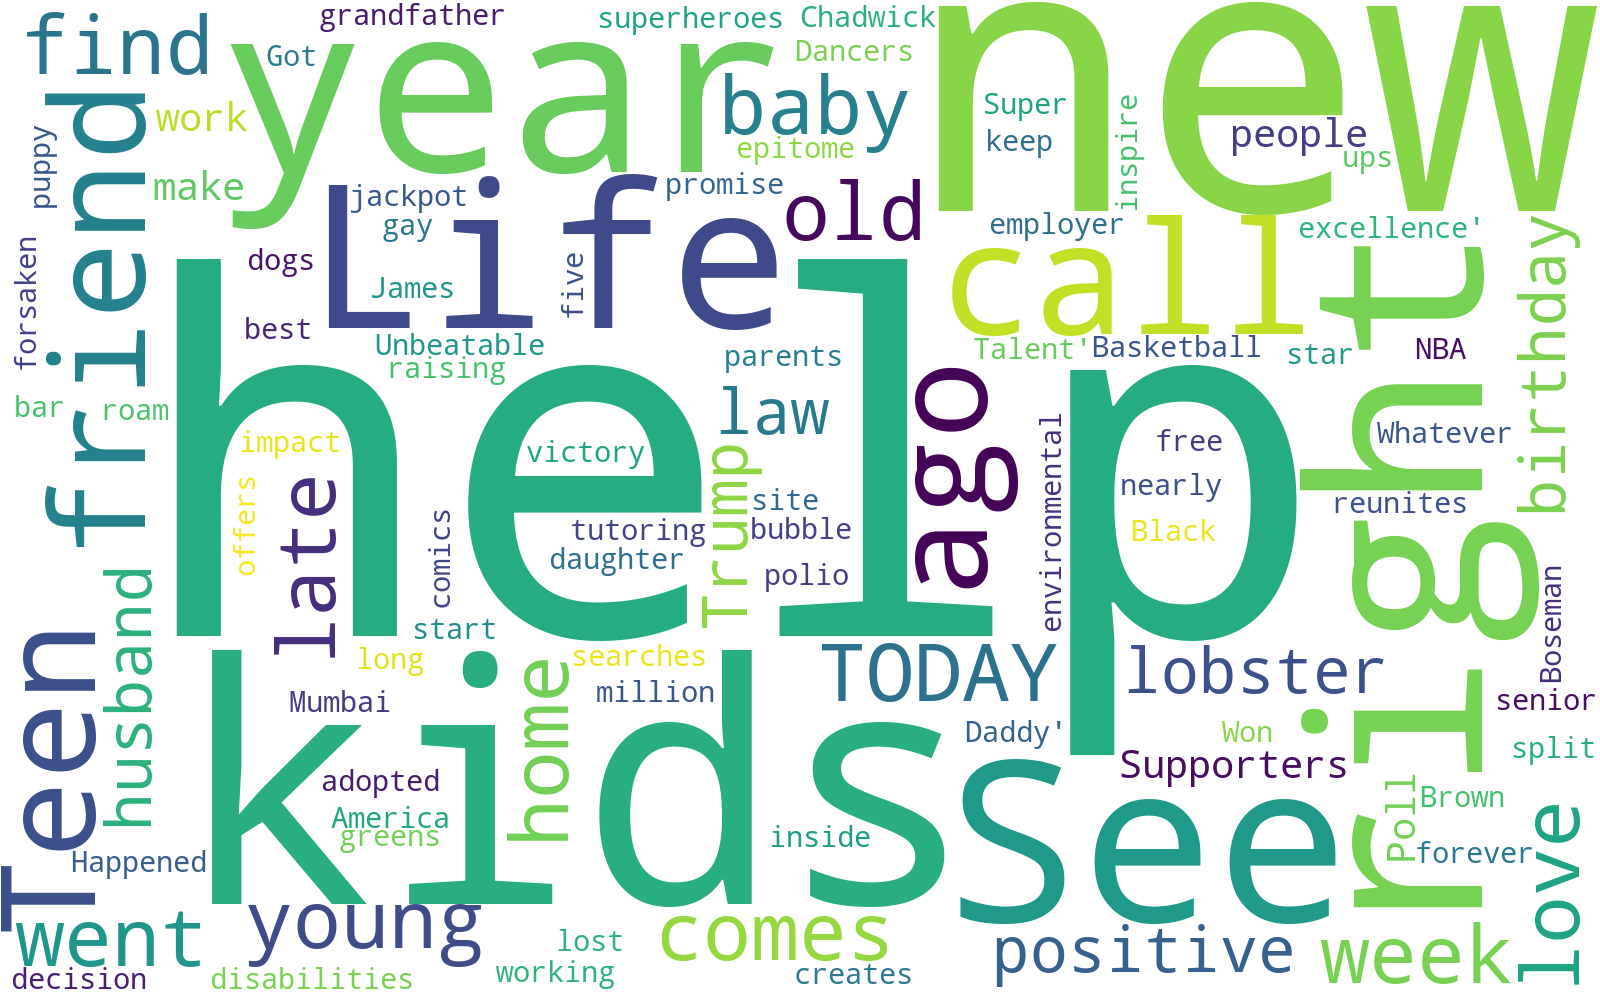 grandfather
superheroes
Chadwick
find
Got
year
Dancers
new
work
baby
Super
inspire
people
puppy
friend
epitome
keep
ups
make
Life
jackpot
promise
old
employer
call
excellence'
gay
dogs
James
five
right
birthday
forsaken
best
help
Unbeatable
raising
parents
Talent'
Basketball
star
NBA
bar
roam
law
ago
impact
victory
Trump
environmental
free
Whatever
offers
late
comics
site
nearly
reunites
tutoring
bubble
Black
daughter
polio
husband
start
Boseman
Teen
long
searches
TODAY
lobster
Mumbai
home
million
senior
kids
Daddy'
See
Won
split
adopted
Supporters
Poll
Brown
America
greens
inside
love
Happened
forever
went
young
lost
comes
positive
week
decision
disabilities
working
creates